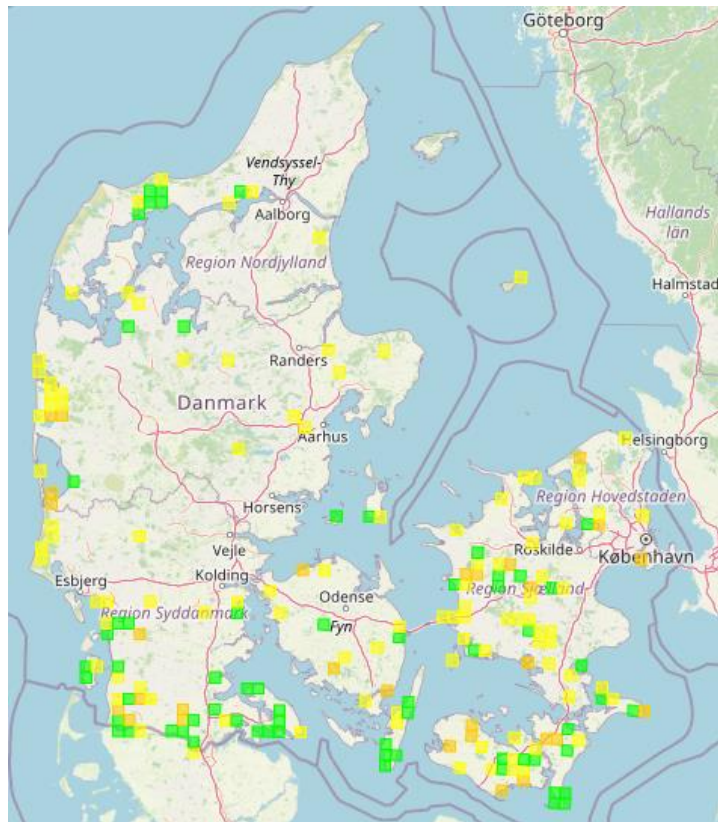 Göteborg
Vendsyssel-
Thy
Aalborg
Hallands
län
Region Nordjylland
Halmstad
Randers
Danmark
Aarhus
Helsingborg
Region Hovedstaden
Horsens
Vejle
Roskilde
København
Kolding
Esbjerg
Region Sjælland
Odense
Region Syddanmark
Fyn